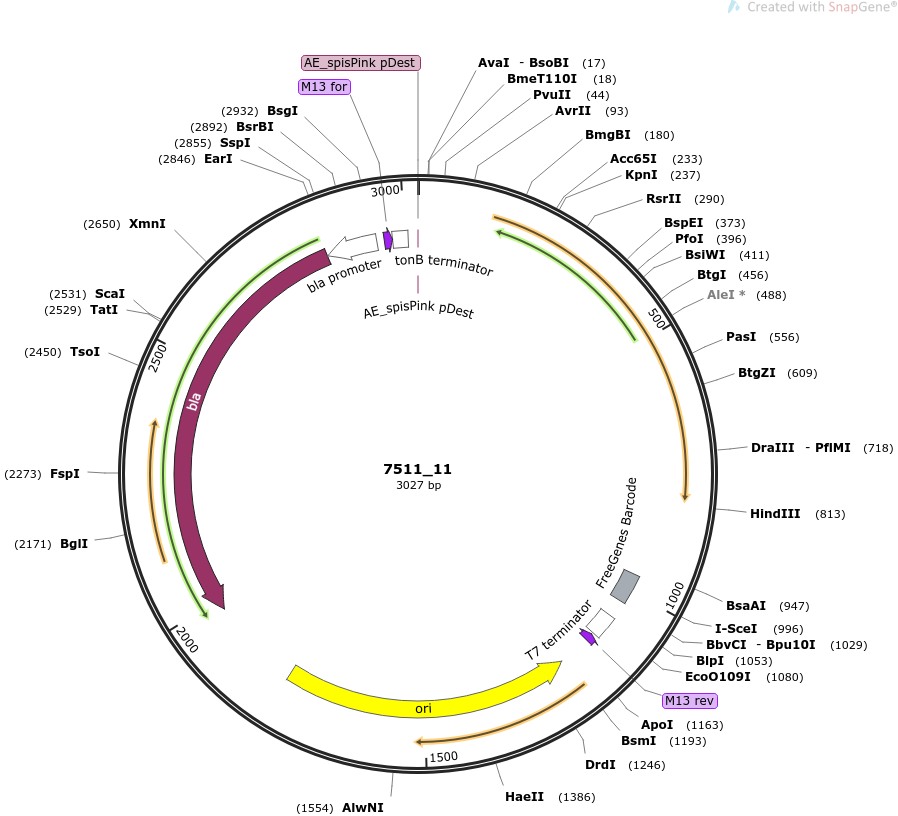 Created with SnapGene®
AE_spisPink pDest
M13 for
(2932) BsgI
(2892) BsrBI
(2855) SspI
(2846) EarI
(2650) XmnI
(2531) ScaI
(2529) TatI
(2450) TsoI
(2273) FspI
(2171) BglI
AvaI - BsoBI (17)
BmeT110I (18)
PvuII (44)
AvrII (93)
BmgBI (180)
Acc65I (233)
KpnI (237)
RsrII (290)
BspEI (373)
PfoI (396)
BsiWI (411)
BtgI (456)
AleI * (488)
PasI (556)
BtgZI (609)
DraIII - PflMI (718)
HindIII (813)
BsaAI (947)
I-SceI (996)
BbvCI - Bpu10I (1029)
BlpI (1053)
EcoO109I (1080)
M13 rev
ApoI (1163)
BsmI (1193)
DrdI (1246)
HaeII (1386)
(1554) AlwNI
3000
500
1000
1500
2000
2500
bla promoter
tonB terminator
AE_spisPink pDest
bla
7511_11
3027 bp
FreeGenes Barcode
T7 terminator
ori